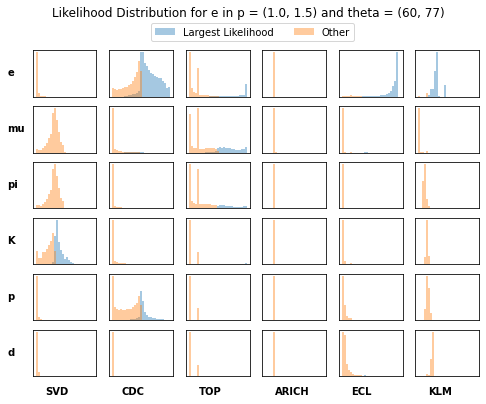 Likelihood Distribution for e in p = (1.0, 1.5) and theta = (60, 77)
Largest Likelihood Other
e
mu
pi
K
p
d
SVD CDC TOP ARICH ECL KLM